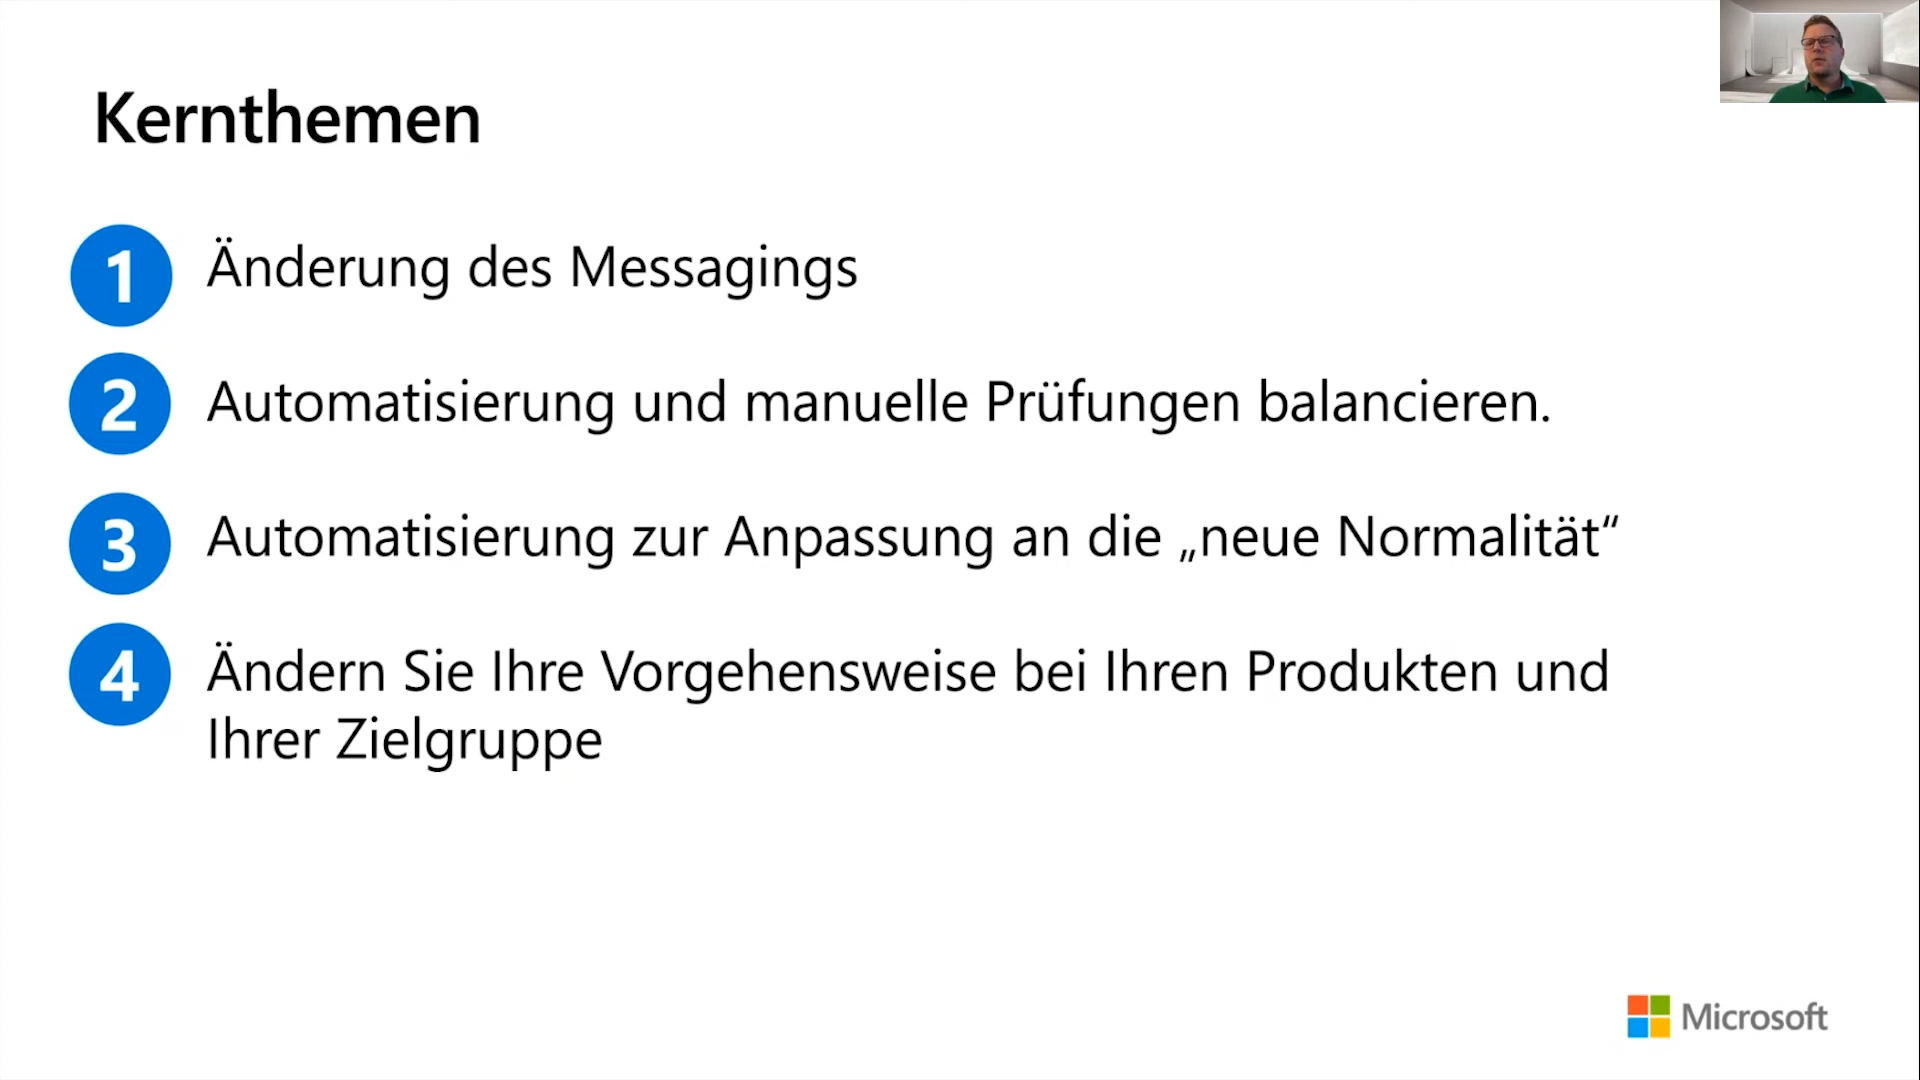 Kernthemen
1 Änderung des Messagings
2 Automatisierung und manuelle Prüfungen balancieren.
3 Automatisierung zur Anpassung an die „neue Normalität“
4 Ändern Sie Ihre Vorgehensweise bei Ihren Produkten und
Ihrer Zielgruppe
Microsoft